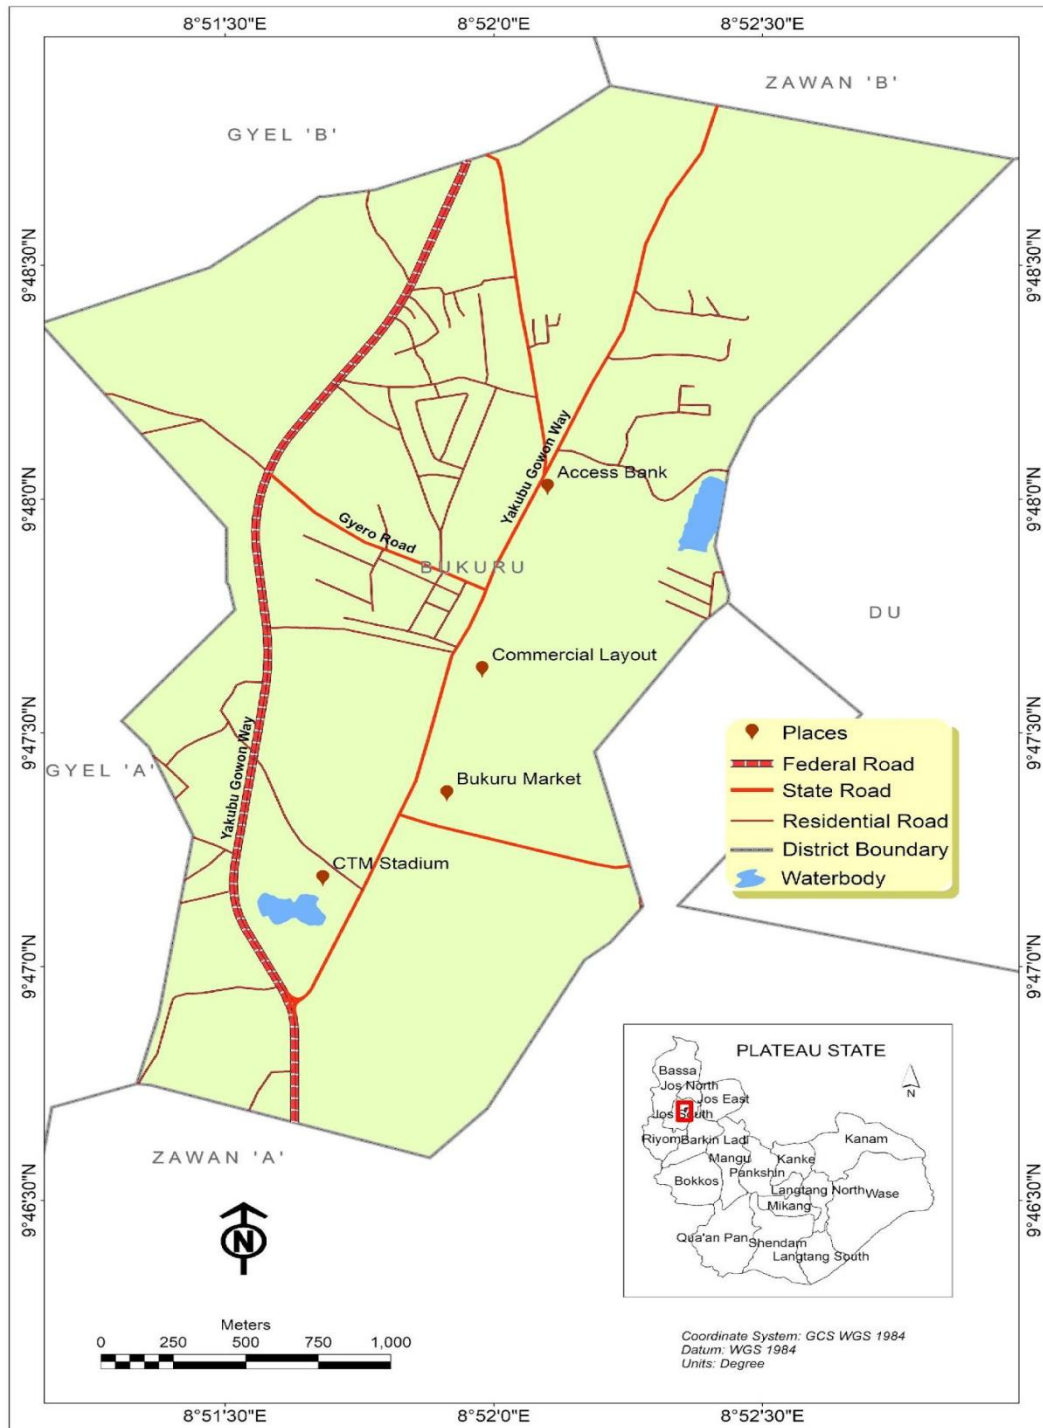 8°51'30"E 8°52'0"E 8°52'30"E
ZAWAN 'B'
GYEL 'B'
9°48'30"N 9°48'30"N
Yakubu Gowon Way
Access Bank
9°48'0"N 9°48'0"N
Gyero Road
BUKURU
DU
Commercial Layout
9°47'30"N 9°47'30"N
GYEL 'A'
Yakubu Gowon Way
Bukuru Market
CTM Stadium
Places
Federal Road
State Road
Residential Road
District Boundary
Waterbody
9°47'0"N 9°47'0"N
ZAWAN 'A'
9°46'30"N 9°46'30"N
PLATEAU STATE
N
Bassa
Jos North
Jos East
Jos South
Riyom
Barkin Ladi
Kanam
Mangu
Kanke
Pankshin
Bokkos
Langtang North
Wase
Mikang
Qua'an Pan
Shendam
Langtang South
N
Meters
0 250 500 750 1,000
Coordinate System: GCS WGS 1984
Datum: WGS 1984
Units: Degree
8°51'30"E 8°52'0"E 8°52'30"E